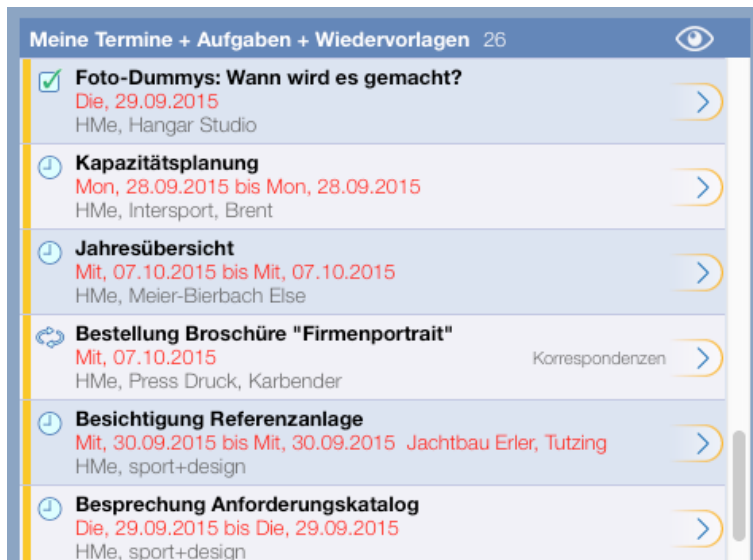 Meine Termine + Aufgaben + Wiedervorlagen 26
Foto-Dummys: Wann wird es gemacht?
Die, 29.09.2015
HMe, Hangar Studio
Kapazitätsplanung
Mon, 28.09.2015 bis Mon, 28.09.2015
HMe, Intersport, Brent
Jahresübersicht
Mit, 07.10.2015 bis Mit, 07.10.2015
HMe, Meier-Bierbach Else
Bestellung Broschüre "Firmenportrait"
Mit, 07.10.2015 Korrespondenzen
HMe, Press Druck, Karbender
Besichtigung Referenzanlage
Mit, 30.09.2015 bis Mit, 30.09.2015 Jachtbau Erler, Tutzing
HMe, sport+design
Besprechung Anforderungskatalog
Die, 29.09.2015 bis Die, 29.09.2015
HMe, sport+design